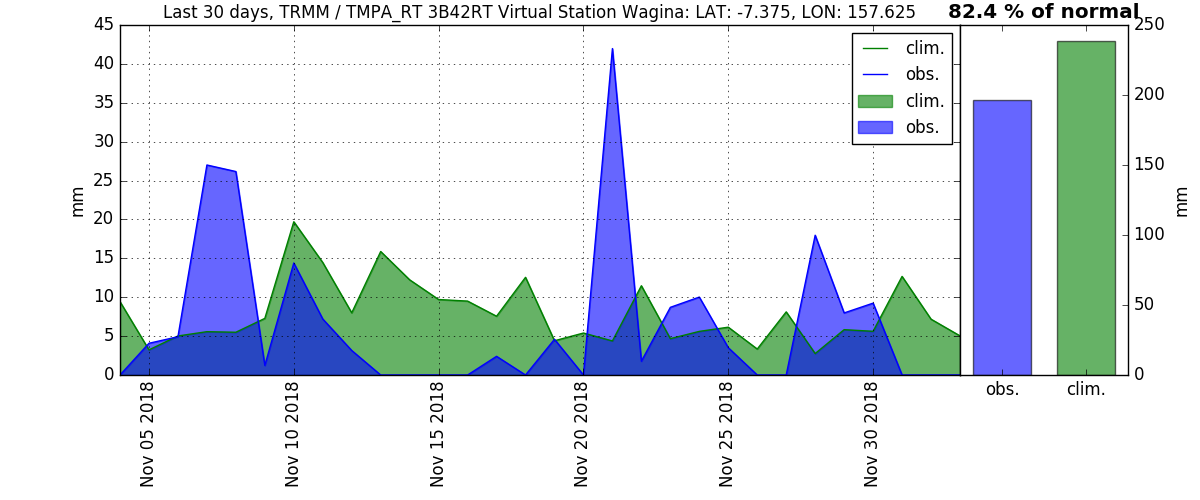 Last 30 days, TRMM / TMPA_RT 3B42RT Virtual Station Wagina: LAT: -7.375, LON: 157.625
82.4 % of normal
45
40
35
30
25
20
15
10
5
0
mm
clim.
obs.
clim.
obs.
Nov 05 2018
Nov 10 2018
Nov 15 2018
Nov 20 2018
Nov 25 2018
Nov 30 2018
250
200
150
100
50
0
mm
obs.
clim.